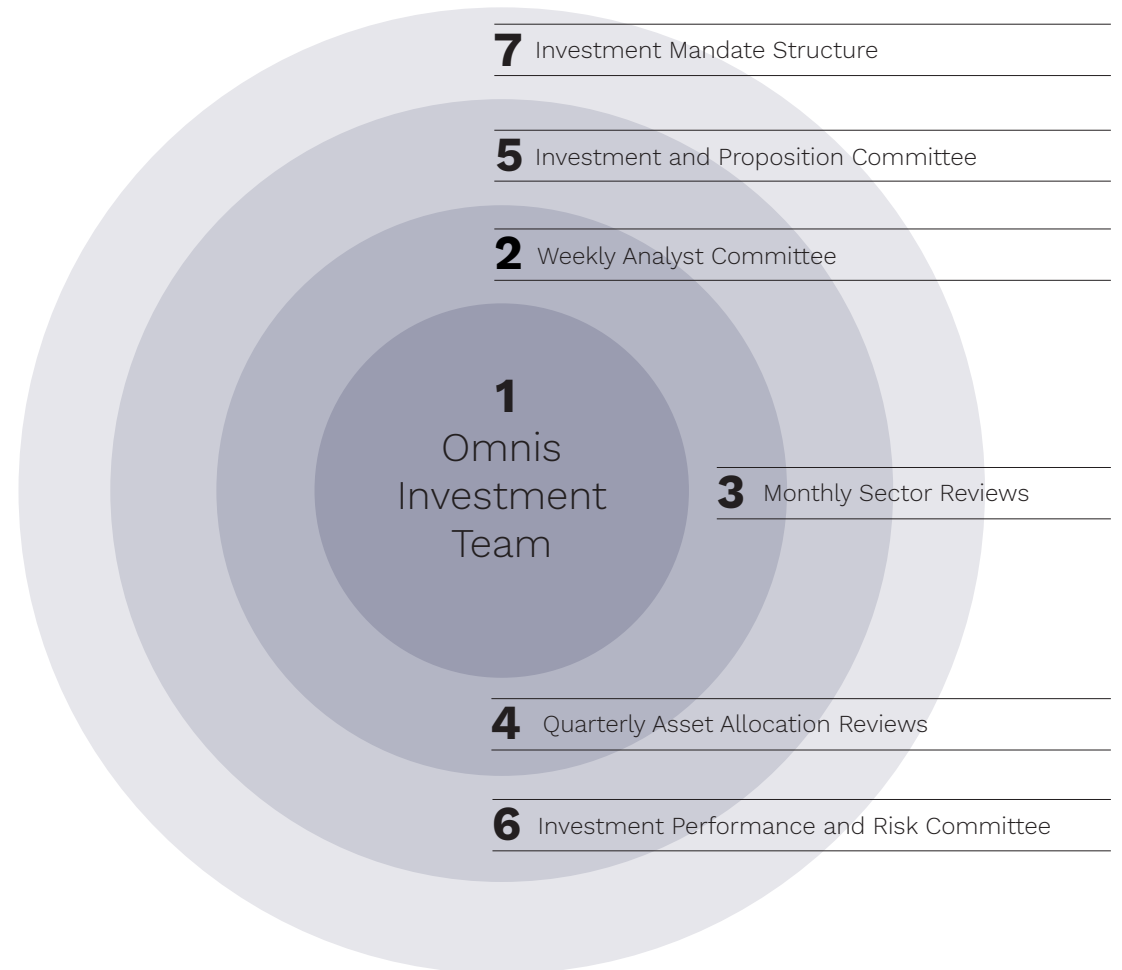 7 Investment Mandate Structure
5 Investment and Proposition Committee
2 Weekly Analyst Committee
1
Omnis
Investment
Team
3 Monthly Sector Reviews
4 Quarterly Asset Allocation Reviews
6 Investment Performance and Risk Committee